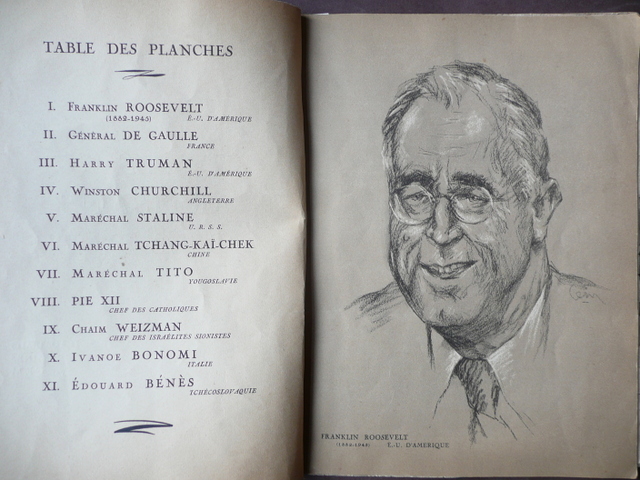 TABLE DES PLANCHES
I. FRANKLIN ROOSEVELT
(1882-1945) É.-U. D'AMÉRIQUE
II. GÉNÉRAL DE GAULLE
FRANCE
III. HARRY TRUMAN
É.-U. D'AMÉRIQUE
IV. WINSTON CHURCHILL
ANGLETERRE
V. MARÉCHAL STALINE
U. R. S. S.
VI. MARÉCHAL TCHANG-KAÏ-CHEK
CHINE
VII. MARÉCHAL TITO
YOUGOSLAVIE
VIII. PIE XII
CHEF DES CATHOLIQUES
IX. CHAIM WEIZMAN
CHEF DES ISRAÉLITES SIONISTES
X. IVANOE BONOMI
ITALIE
XI. ÉDOUARD BÉNÈS
TCHÉCOSLOVAQUIE
FRANKLIN ROOSEVELT
(1882-1945) É.-U. D'AMÉRIQUE